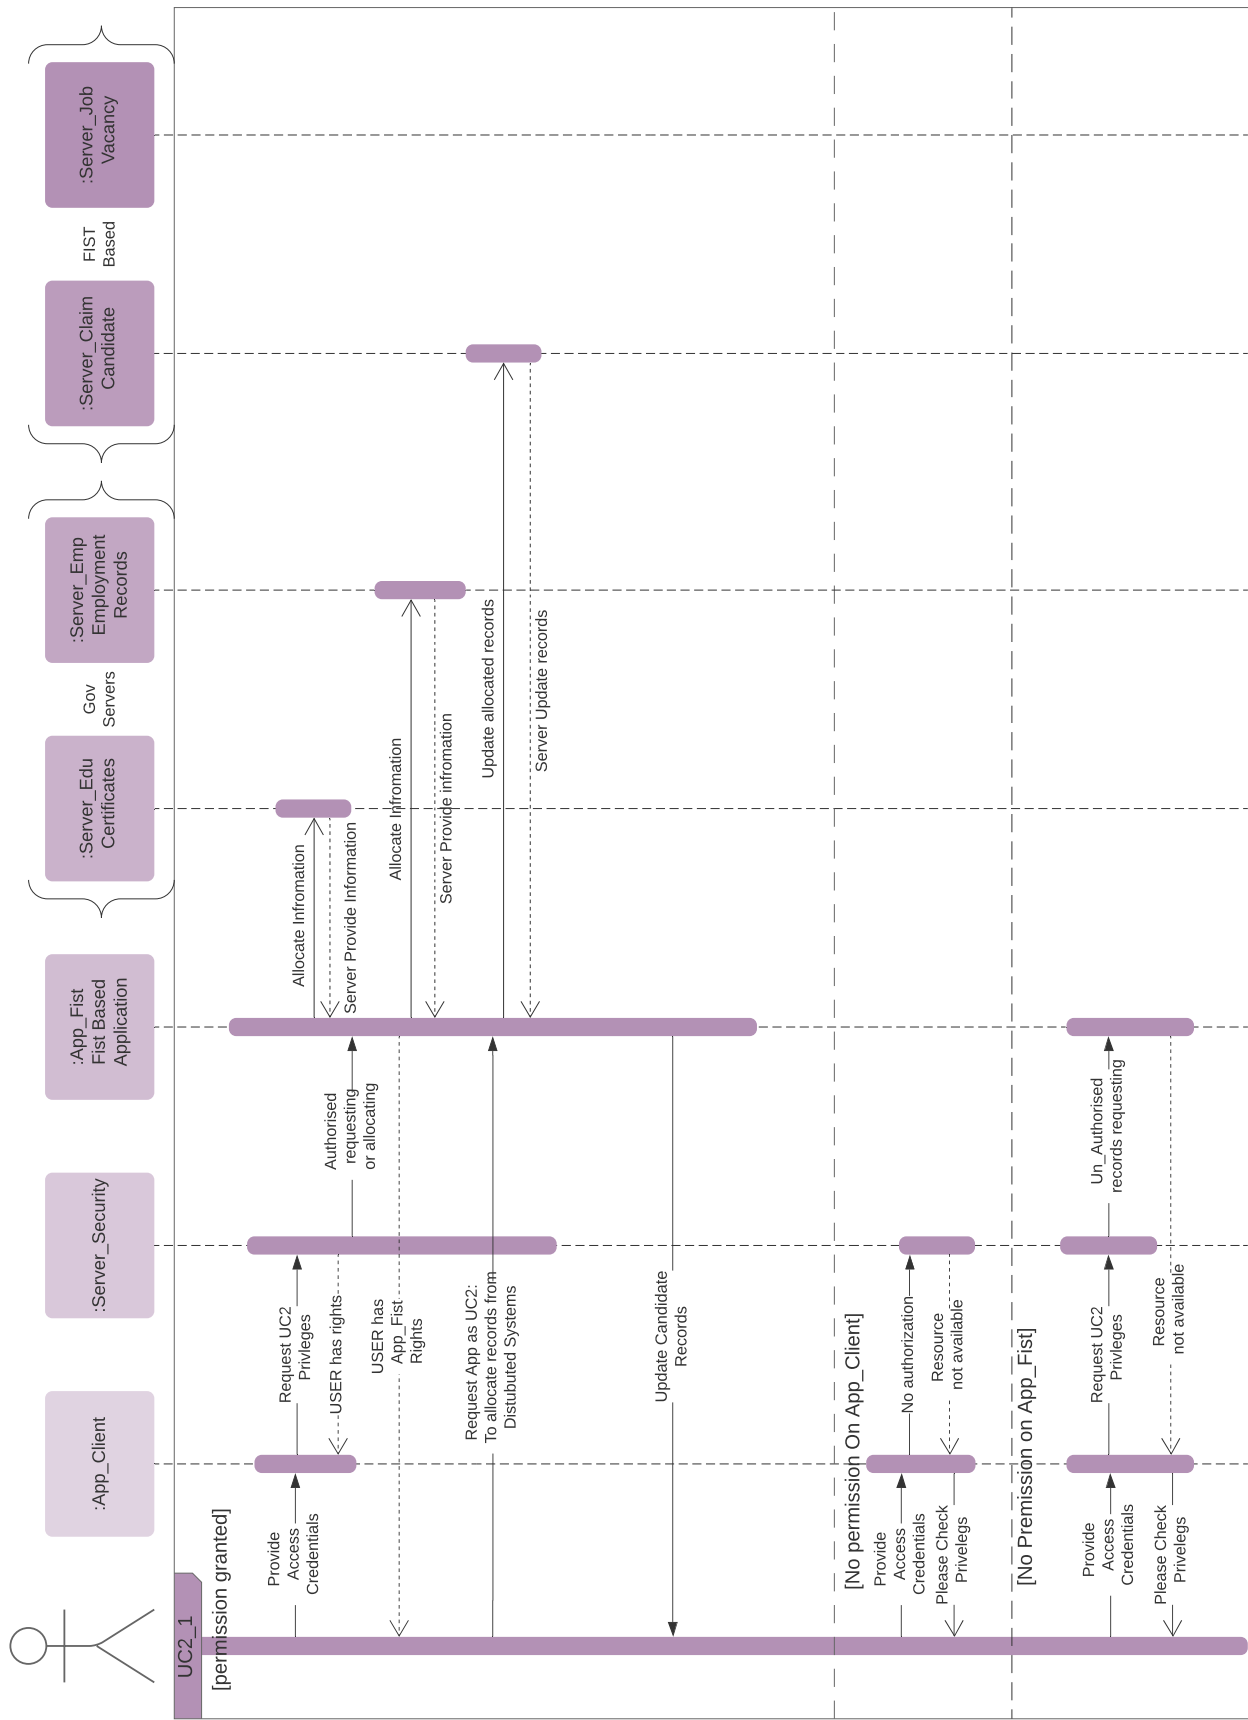 UC2_1
:App_Client
:Server_Security
:App_Fist
Fist Based
Application
:Server_Edu
Certificates
Gov
Servers
:Server_Emp
Employment
Records
:Server_Claim
Candidate
FIST
Based
:Server_Job
Vacancy
[permission granted]
Provide
Access
Credentials
Request UC2
Privleges
USER has rights
Authorised
requesting
or allocating
Allocate Infromation
Server Provide Information
USER has
App_Fist
Rights
Allocate Infromation
Server Provide infromation
Request App as UC2:
To allocate records from
Distubuted Systems
Update allocated records
Server Update records
Update Candidate
Records
[No permission On App_Client]
Provide
Access
Credentials
No authorization
Resource
not available
Please Check
Privelegs
[No Premission on App_Fist]
Provide
Access
Credentials
Request UC2
Privleges
Un_Authorised
records requesting
Resource
not available
Please Check
Privelegs